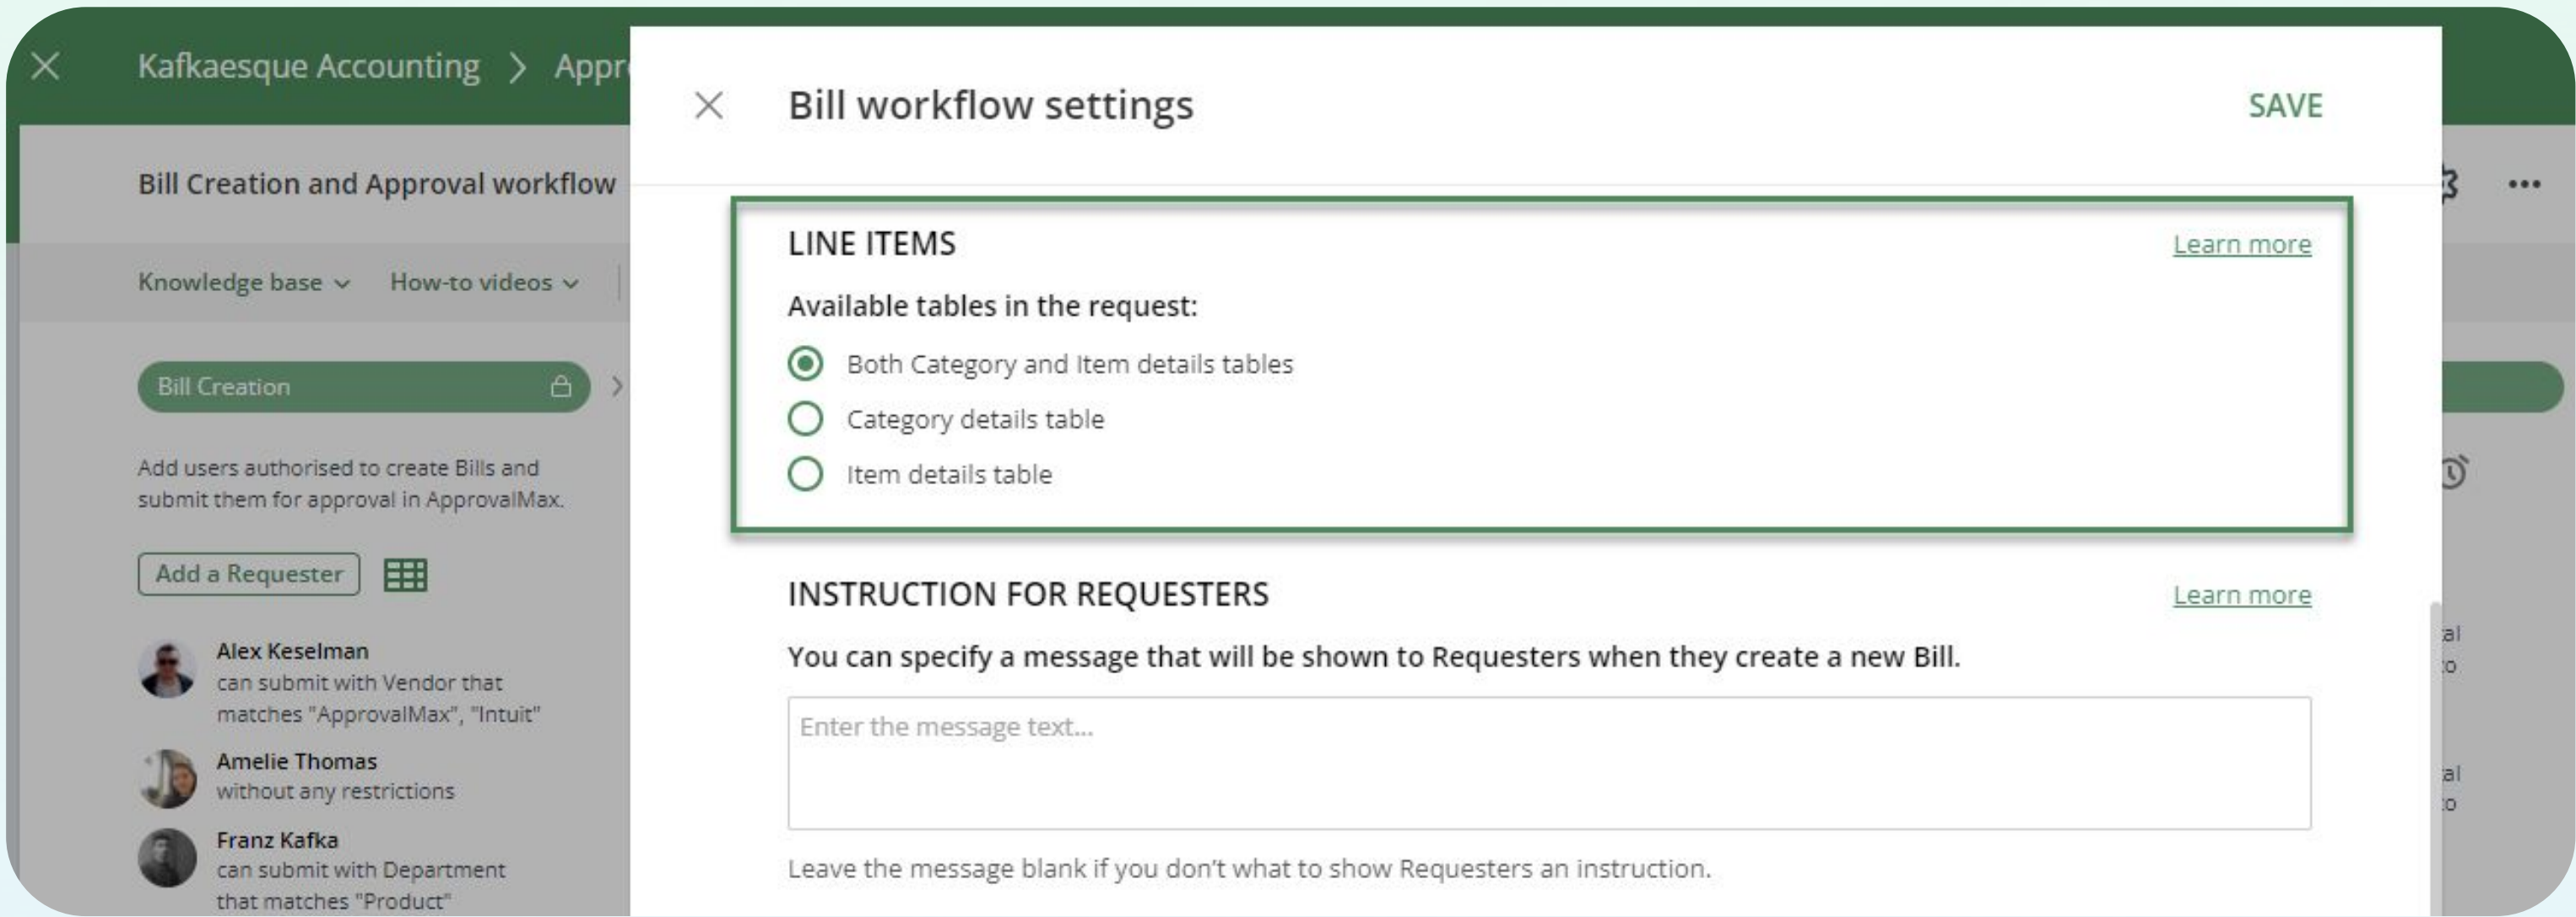 Kafkaesque Accounting > Appr
Bill Creation and Approval workflow
Knowledge base How-to videos
Bill Creation
Add users authorised to create Bills and
submit them for approval in ApprovalMax.
Add a Requester
Alex Keselman
can submit with Vendor that
matches "ApprovalMax", "Intuit"
Amelie Thomas
without any restrictions
Franz Kafka
can submit with Department
that matches "Product"
Bill workflow settings
SAVE
LINE ITEMS
Learn more
Available tables in the request:
Both Category and Item details tables
Category details table
Item details table
INSTRUCTION FOR REQUESTERS
Learn more
You can specify a message that will be shown to Requesters when they create a new Bill.
Enter the message text...
Leave the message blank if you don't what to show Requesters an instruction.